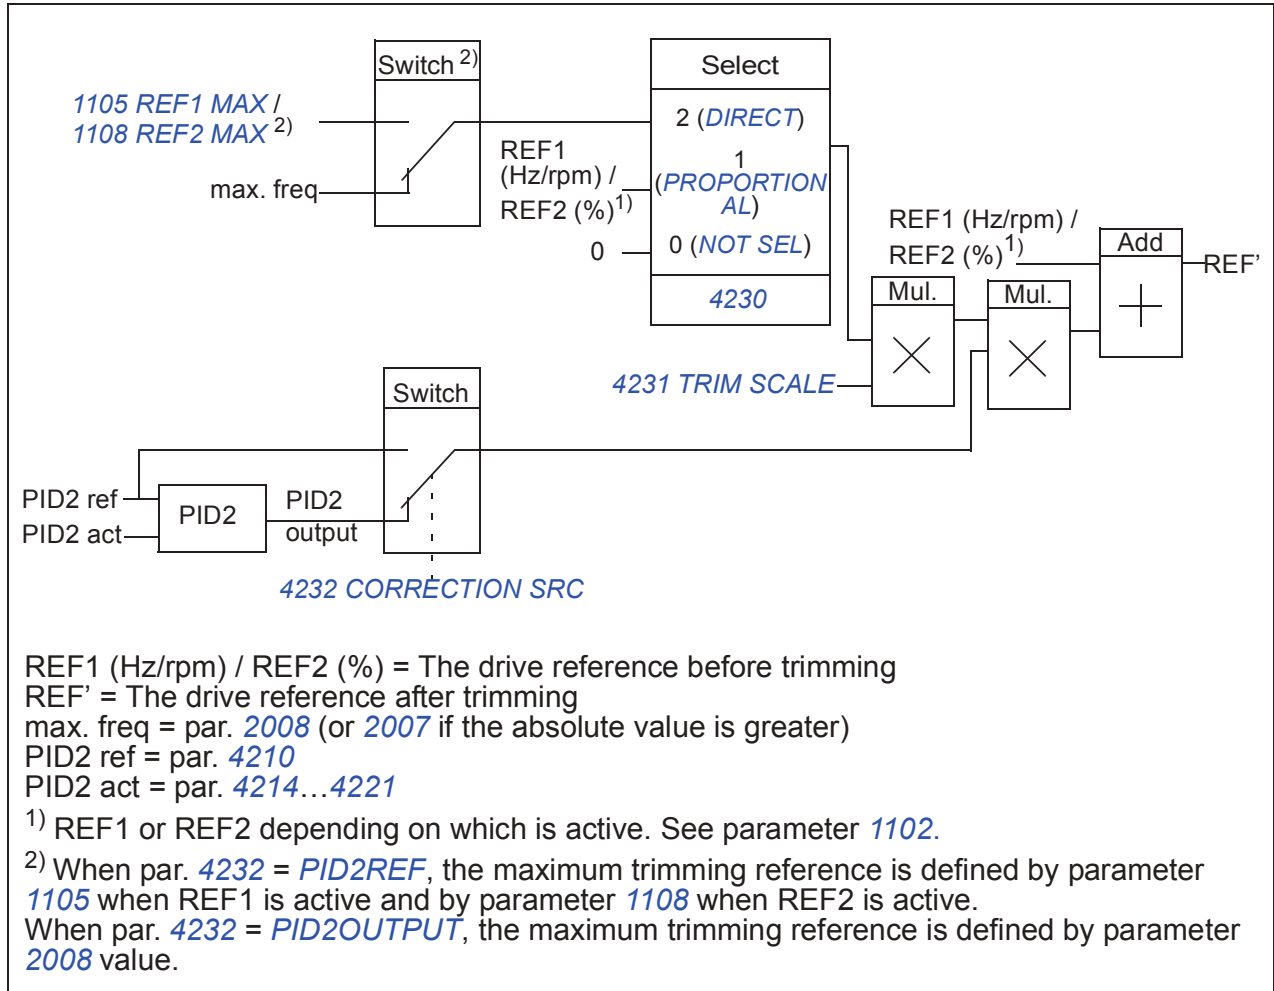 Switch 2)
Select
1105 REF1 MAX /
1108 REF2 MAX 2)
max. freq
2 (DIRECT)
REF1
(Hz/rpm) /
REF2 (%)1)
1
(PROPORTION
AL)
0
0 (NOT SEL)
4230
REF1 (Hz/rpm) /
REF2 (%)1)
Add
REF’
Mul.
Mul.
4231 TRIM SCALE
Switch
PID2 ref
PID2 act
PID2
PID2
output
4232 CORRECTION SRC
REF1 (Hz/rpm) / REF2 (%) = The drive reference before trimming
REF’ = The drive reference after trimming
max. freq = par. 2008 (or 2007 if the absolute value is greater)
PID2 ref = par. 4210
PID2 act = par. 4214…4221
1) REF1 or REF2 depending on which is active. See parameter 1102.
2) When par. 4232 = PID2REF, the maximum trimming reference is defined by parameter
1105 when REF1 is active and by parameter 1108 when REF2 is active.
When par. 4232 = PID2OUTPUT, the maximum trimming reference is defined by parameter
2008 value.